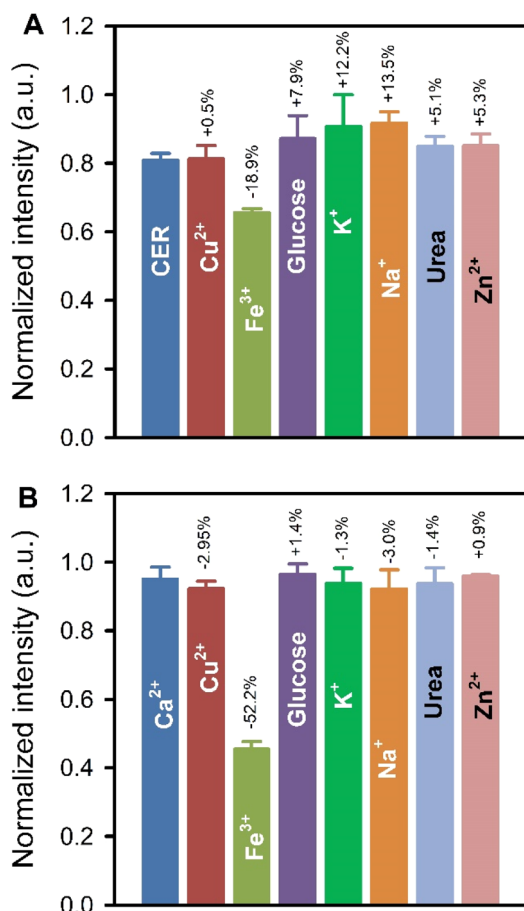 A
Normalized intensity (a.u.)
1.2
1.0
0.8
0.6
0.4
0.2
0.0
CER
Cu²⁺
+0.5%
Fe³⁺
-18.9%
Glucose
+7.9%
K⁺
+12.2%
Na⁺
+13.5%
Urea
+5.1%
Zn²⁺
+5.3%
B
Normalized intensity (a.u.)
1.2
1.0
0.8
0.6
0.4
0.2
0.0
Ca²⁺
Cu²⁺
-2.95%
Fe³⁺
-52.2%
Glucose
+1.4%
K⁺
-1.3%
Na⁺
-3.0%
Urea
-1.4%
Zn²⁺
+0.9%